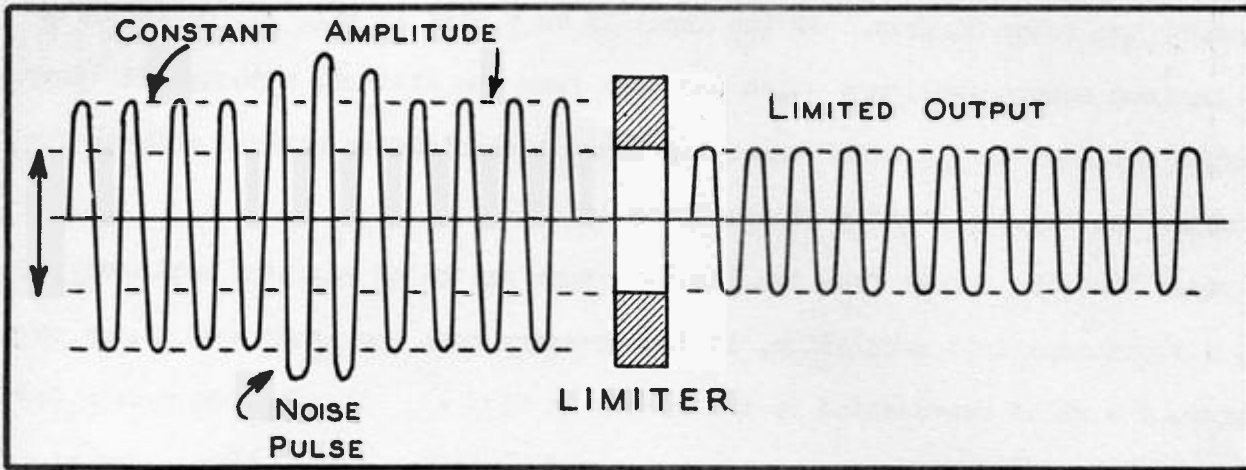 CONSTANT AMPLITUDE
LIMITED OUTPUT
NOISE
PULSE
LIMITER